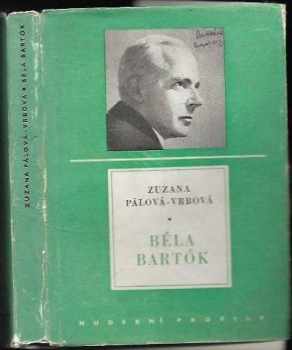 ZUZANA PÁLOVÁ-VRBOVÁ • BÉLA BARTÓK
ZUZANA
PÁLOVÁ-VRBOVÁ
•
BÉLA
BARTÓK
HUDEBNÍ PROFILY